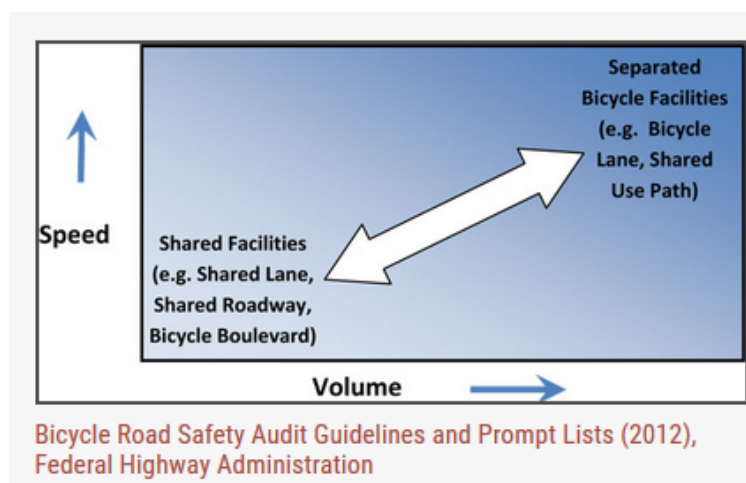 Separated
Bicycle Facilities
(e.g. Bicycle
Lane, Shared
Use Path)
Speed
Shared Facilities
(e.g. Shared Lane,
Shared Roadway,
Bicycle Boulevard)
Volume
Bicycle Road Safety Audit Guidelines and Prompt Lists (2012),
Federal Highway Administration